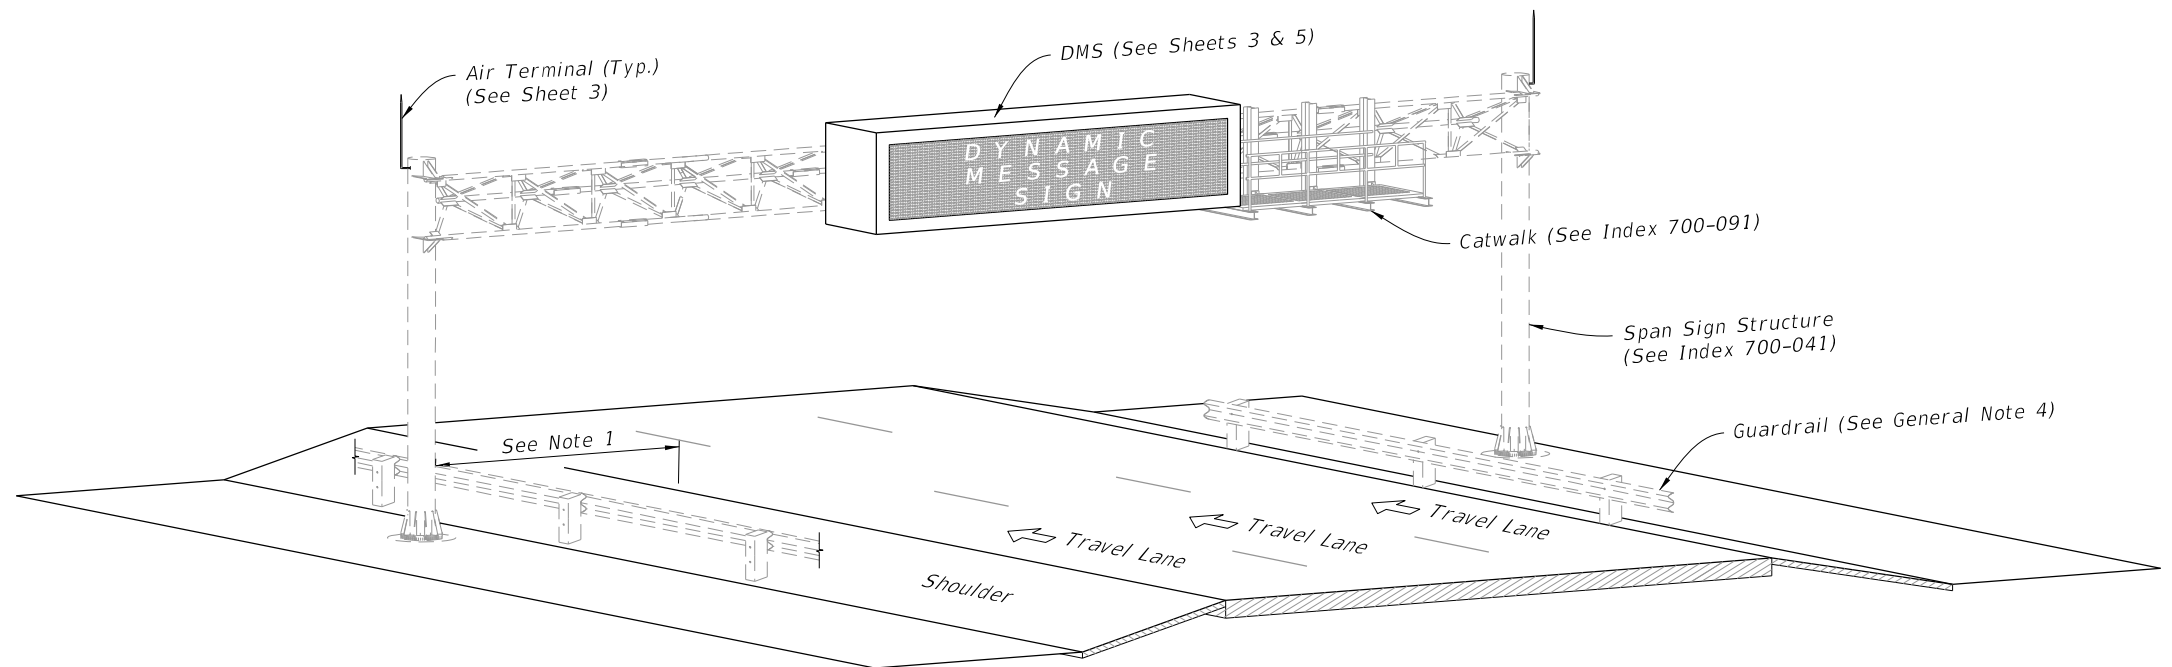 DMS (See Sheets 3 & 5)
Air Terminal (Typ.)
(See Sheet 3)
DYNAMIC
MESSAGE
SIGN
Catwalk (See Index 700-091)
Span Sign Structure
(See Index 700-041)
Guardrail (See General Note 4)
See Note 1
Travel Lane
Travel Lane
Travel Lane
Shoulder